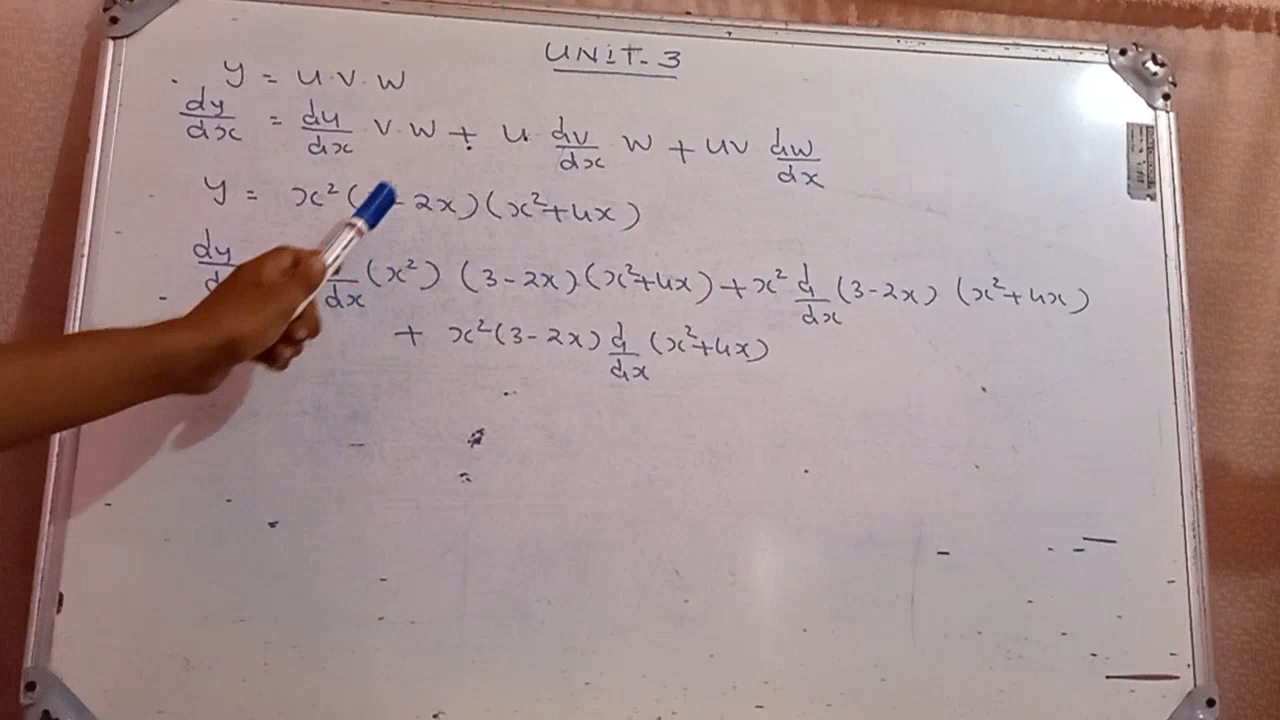 UNIT-3
y = u.v.w
dy/dx = du/dx v.w + u dv/dx w + uv dw/dx
y = x²( - 2x)(x²+4x)
dy/ /dx (x²) (3-2x).(x²+4x) + x² d/dx (3-2x) (x²+4x)
+ x²(3-2x) d/dx (x²+4x)